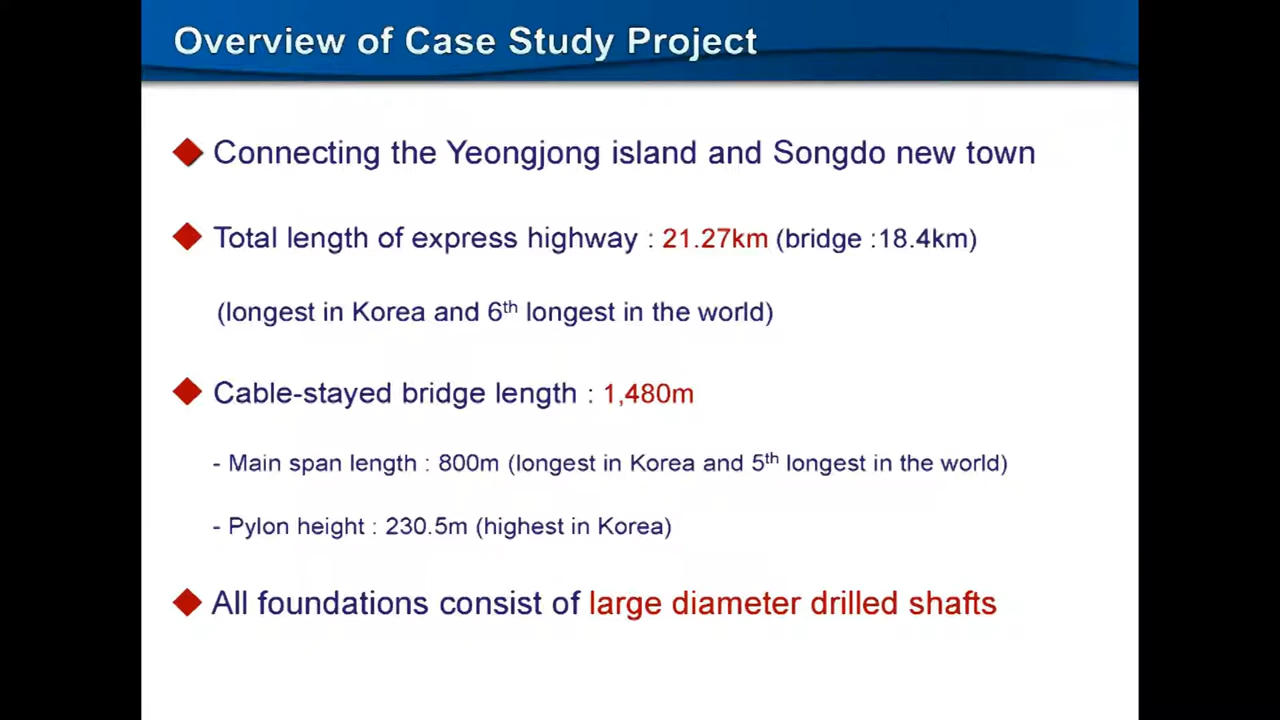 Overview of Case Study Project
Connecting the Yeongjong island and Songdo new town
Total length of express highway : 21.27km (bridge :18.4km)
(longest in Korea and 6th longest in the world)
Cable-stayed bridge length : 1,480m
- Main span length : 800m (longest in Korea and 5th longest in the world)
- Pylon height : 230.5m (highest in Korea)
All foundations consist of large diameter drilled shafts